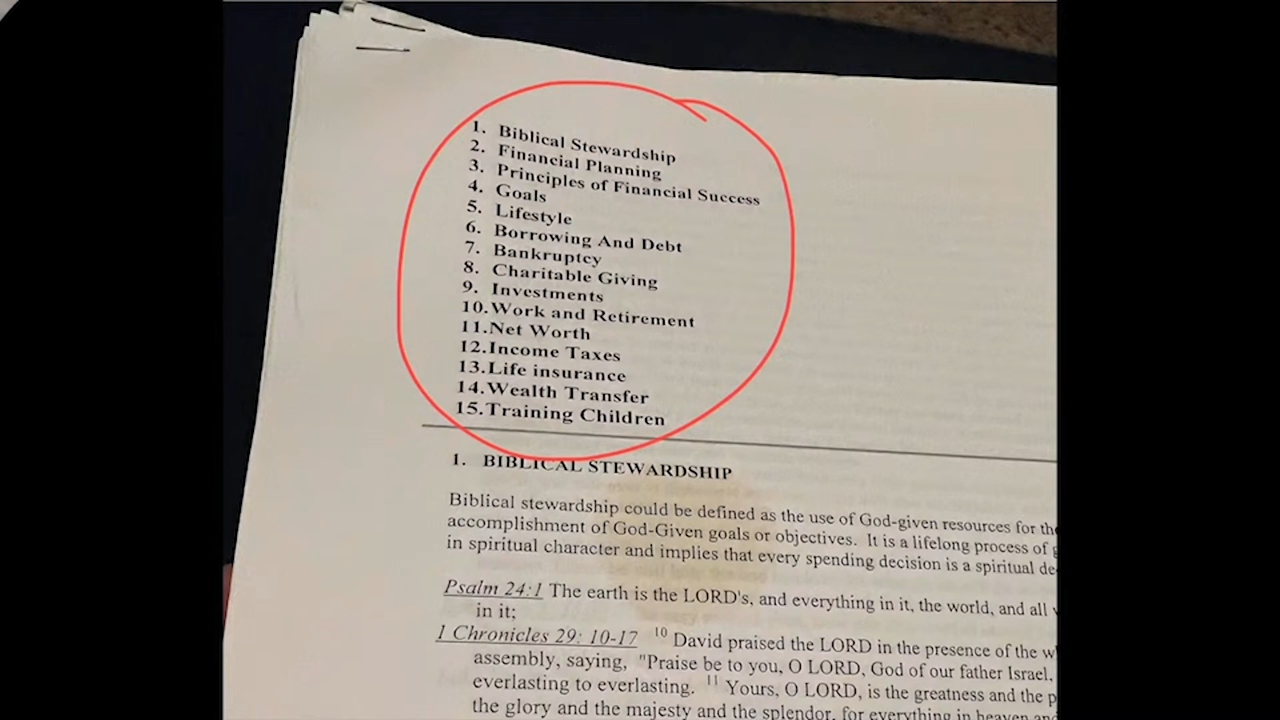 1. Biblical Stewardship
2. Financial Planning
3. Principles of Financial Success
4. Goals
5. Lifestyle
6. Borrowing And Debt
7. Bankruptcy
8. Charitable Giving
9. Investments
10.Work and Retirement
11.Net Worth
12.Income Taxes
13.Life insurance
14.Wealth Transfer
15.Training Children
1. BIBLICAL STEWARDSHIP
Biblical stewardship could be defined as the use of God-given resources for the
accomplishment of God-Given goals or objectives. It is a lifelong process of
in spiritual character and implies that every spending decision is a spiritual
Psalm 24:1 The earth is the LORD's, and everything in it, the world, and all
in it;
1 Chronicles 29: 10-17 10 David praised the LORD in the presence of the
assembly, saying, "Praise be to you, O LORD, God of our father Israel,
everlasting to everlasting. 11 Yours, O LORD, is the greatness and the
the glory and the majesty and the splendor, for everything in heaven